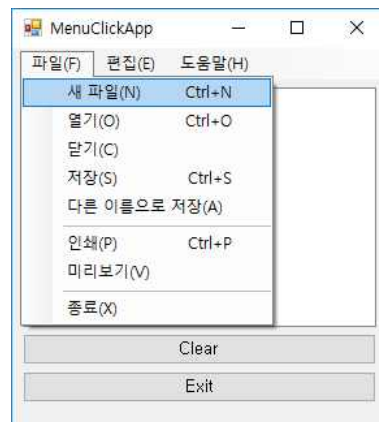 MenuClickApp
파일(F) 편집(E) 도움말(H)
새 파일(N) Ctrl+N
열기(O) Ctrl+O
닫기(C)
저장(S) Ctrl+S
다른 이름으로 저장(A)
인쇄(P) Ctrl+P
미리보기(V)
종료(X)
Clear
Exit